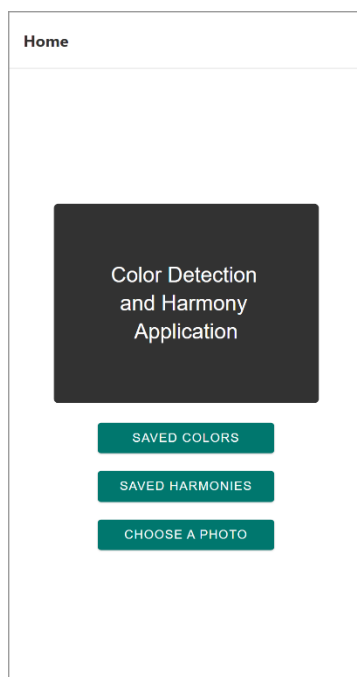 Home
Color Detection
and Harmony
Application
SAVED COLORS
SAVED HARMONIES
CHOOSE A PHOTO